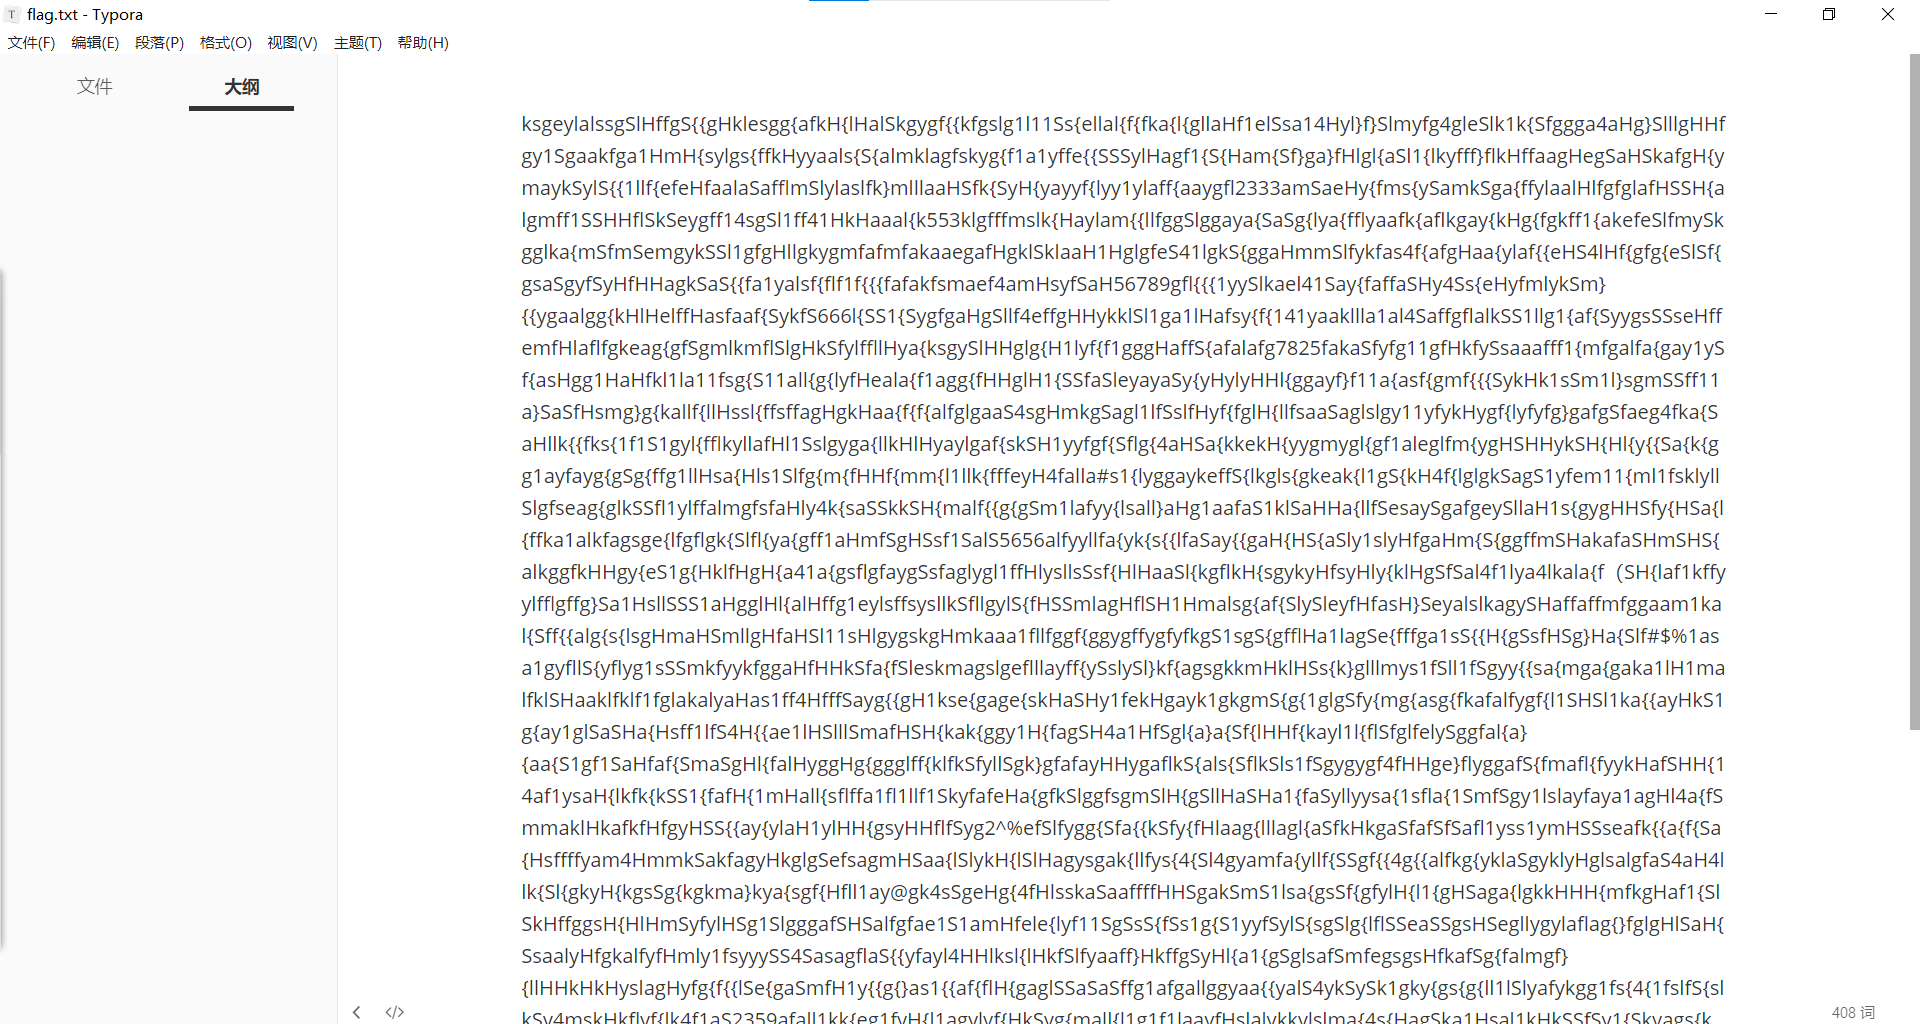 flag.txt - Typora
文件(F) 编辑(E) 段落(P) 格式(O) 视图(V) 主题(T) 帮助(H)
文件 大纲
ksgeylalssgSlHffgS{{gHklesgg{afkH{lHalSkgygf{{kfgslg1l11Ss{ellal{f{fka{l{gllaHf1elSsa14Hyl}f}Slmyfg4gleSlk1k{Sfggga4aHg}SlllgHHf
gy1Sgaakfga1HmH{sylgs{ffkHyyaals{S{almklagfskyg{f1a1yffe{{SSSylHagf1{S{Ham{Sf}ga}fHlgl{aSl1{lkyfff}flkHffaagHegSaHSkafgH{y
maykSylS{{1llf{efeHfaalaSafflmSlylaslfk}mlllaaHSfk{SyH{yayyf{lyy1ylaff{aaygfl2333amSaeHy{fms{ySamkSga{ffylaalHlfgfglafHSSH{a
lgmff1SSHHflSkSeygff14sgSl1ff41HkHaaal{k553klgfffmslk{Haylam{{llfggSlggaya{SaSg{lya{fflyaafk{aflkgay{kHg{fgkff1{akefeSlfmySk
gglka{mSfmSemgykSSl1gfgHllgkygmfafmfakaaegafHgklSklaaH1HglgfeS41lgkS{ggaHmmSlfykfas4f{afgHaa{ylaf{{eHS4lHf{gfg{eSlSf{
gsaSgyfSyHfHHagkSaS{{fa1yalsf{flf1f{{{fafakfsmaef4amHsyfSaH56789gfl{{{1yySlkael41Say{faffaSHy4Ss{eHyfmlykSm}
{{ygaalgg{kHlHelffHasfaaf{SykfS666l{SS1{SygfgaHgSllf4effgHHykklSl1ga1lHafsy{f{141yaakllla1al4SaffgflalkSS1llg1{af{SyygsSSseHff
emfHlaflfgkeag{gfSgmlkmflSlgHkSfylffllHya{ksgySlHHglg{H1lyf{f1gggHaffS{afalafg7825fakaSfyfg11gfHkfySsaaafff1{mfgalfa{gay1yS
f{asHgg1HaHfkl1la11fsg{S11all{g{lyfHeala{f1agg{fHHglH1{SSfaSleyayaSy{yHylyHHl{ggayf}f11a{asf{gmf{{{SykHk1sSm1l}sgmSSff11
a}SaSfHsmg}g{kallf{llHssl{ffsffagHgkHaa{f{f{alfglgaaS4sgHmkgSagl1lfSslfHyf{fglH{llfsaaSaglslgy11yfykHygf{lyfyfg}gafgSfaeg4fka{S
aHllk{{fks{1f1S1gyl{fflkyllafHl1Sslgyga{llkHlHyaylgaf{skSH1yyfgf{Sflg{4aHSa{kkekH{yygmygl{gf1aleglfm{ygHSHHykSH{Hl{y{{Sa{k{g
g1ayfayg{gSg{ffg1llHsa{Hls1Slfg{m{fHHf{mm{l1llk{fffeyH4falla#s1{lyggaykeffS{lkgls{gkeak{l1gS{kH4f{lglgkSagS1yfem11{ml1fsklyll
Slgfseag{glkSSfl1ylffalmgfsfaHly4k{saSSkkSH{malf{{g{gSm1lafyy{lsall}aHg1aafaS1klSaHHa{llfSesaySgafgeySllaH1s{gygHHSfy{HSa{l
{ffka1alkfagsge{lfgflgk{Slfl{ya{gff1aHmfSgHSsf1SalS5656alfyyllfa{yk{s{{lfaSay{{gaH{HS{aSly1slyHfgaHm{S{ggffmSHakafaSHmSHS{
alkggfkHHgy{eS1g{HklfHgH{a41a{gsflgfaygSsfaglygl1ffHlysllsSsf{HlHaaSl{kgflkH{sgykyHfsyHly{klHgSfSal4f1lya4lkala{f（SH{laf1kffy
ylfflgffg}Sa1HsllSSS1aHgglHl{alHffg1eylsffsysllkSfllgylS{fHSSmlagHflSH1Hmalsg{af{SlySleyfHfasH}SeyalslkagySHaffaffmfggaam1ka
l{Sff{{alg{s{lsgHmaHSmllgHfaHSl11sHlgygskgHmkaaa1fllfggf{ggygffygfyfkgS1sgS{gfflHa1lagSe{fffga1sS{{H{gSsfHSg}Ha{Slf#$%1as
a1gyfllS{yflyg1sSSmkfyykfggaHfHHkSfa{fSleskmagslgeflllayff{ySslySl}kf{agsgkkmHklHSs{k}glllmys1fSll1fSgyy{{sa{mga{gaka1lH1ma
lfklSHaaklfklf1fglakalyaHas1ff4HfffSayg{{gH1kse{gage{skHaSHy1fekHgayk1gkgmS{g{1glgSfy{mg{asg{fkafalfygf{l1SHSl1ka{{ayHkS1
g{ay1glSaSHa{Hsff1lfS4H{{ae1lHSlllSmafHSH{kak{ggy1H{fagSH4a1HfSgl{a}a{Sf{lHHf{kayl1l{flSfglfelySggfal{a}
{aa{S1gf1SaHfaf{SmaSgHl{falHyggHg{ggglff{klfkSfyllSgk}gfafayHHygaflkS{als{SflkSls1fSgygygf4fHHge}flyggafS{fmafl{fyykHafSHH{1
4af1ysaH{lkfk{kSS1{fafH{1mHall{sflffa1fl1llf1SkyfafeHa{gfkSlggfsgmSlH{gSllHaSHa1{faSyllyysa{1sfla{1SmfSgy1lslayfaya1agHl4a{fS
mmaklHkafkfHfgyHSS{{ay{ylaH1ylHH{gsyHHflfSyg2^%efSlfygg{Sfa{{kSfy{fHlaag{lllagl{aSfkHkgaSfafSfSafl1yss1ymHSSseafk{{a{f{Sa
{Hsffffyam4HmmkSakfagyHkglgSefsagmHSaa{lSlykH{lSlHagysgak{llfys{4{Sl4gyamfa{yllf{SSgf{{4g{{alfkg{yklaSgyklyHglsalgfaS4aH4l
lk{Sl{gkyH{kgsSg{kgkma}kya{sgf{Hfll1ay@gk4sSgeHg{4fHlsskaSaaffffHHSgakSmS1lsa{gsSf{gfylH{l1{gHSaga{lgkkHHH{mfkgHaf1{Sl
SkHffggsH{HlHmSyfylHSg1SlgggafSHSalfgfae1S1amHfele{lyf11SgSsS{fSs1g{S1yyfSylS{sgSlg{lflSSeaSSgsHSegllygylaflag{}fglgHlSaH{
SsaalyHfgkalfyfHmly1fsyyySS4SasagflaS{{yfayl4HHlksl{lHkfSlfyaaff}HkffgSyHl{a1{gSglsafSmfegsgsHfkafSg{falmgf}
{llHHkHkHyslagHyfg{f{{lSe{gaSmfH1y{{g{}as1{{af{flH{gaglSSaSaSffg1afgallggyaa{{yalS4ykSySk1gky{gs{g{ll1lSlyafykgg1fs{4{1fslfS{sl
408 词